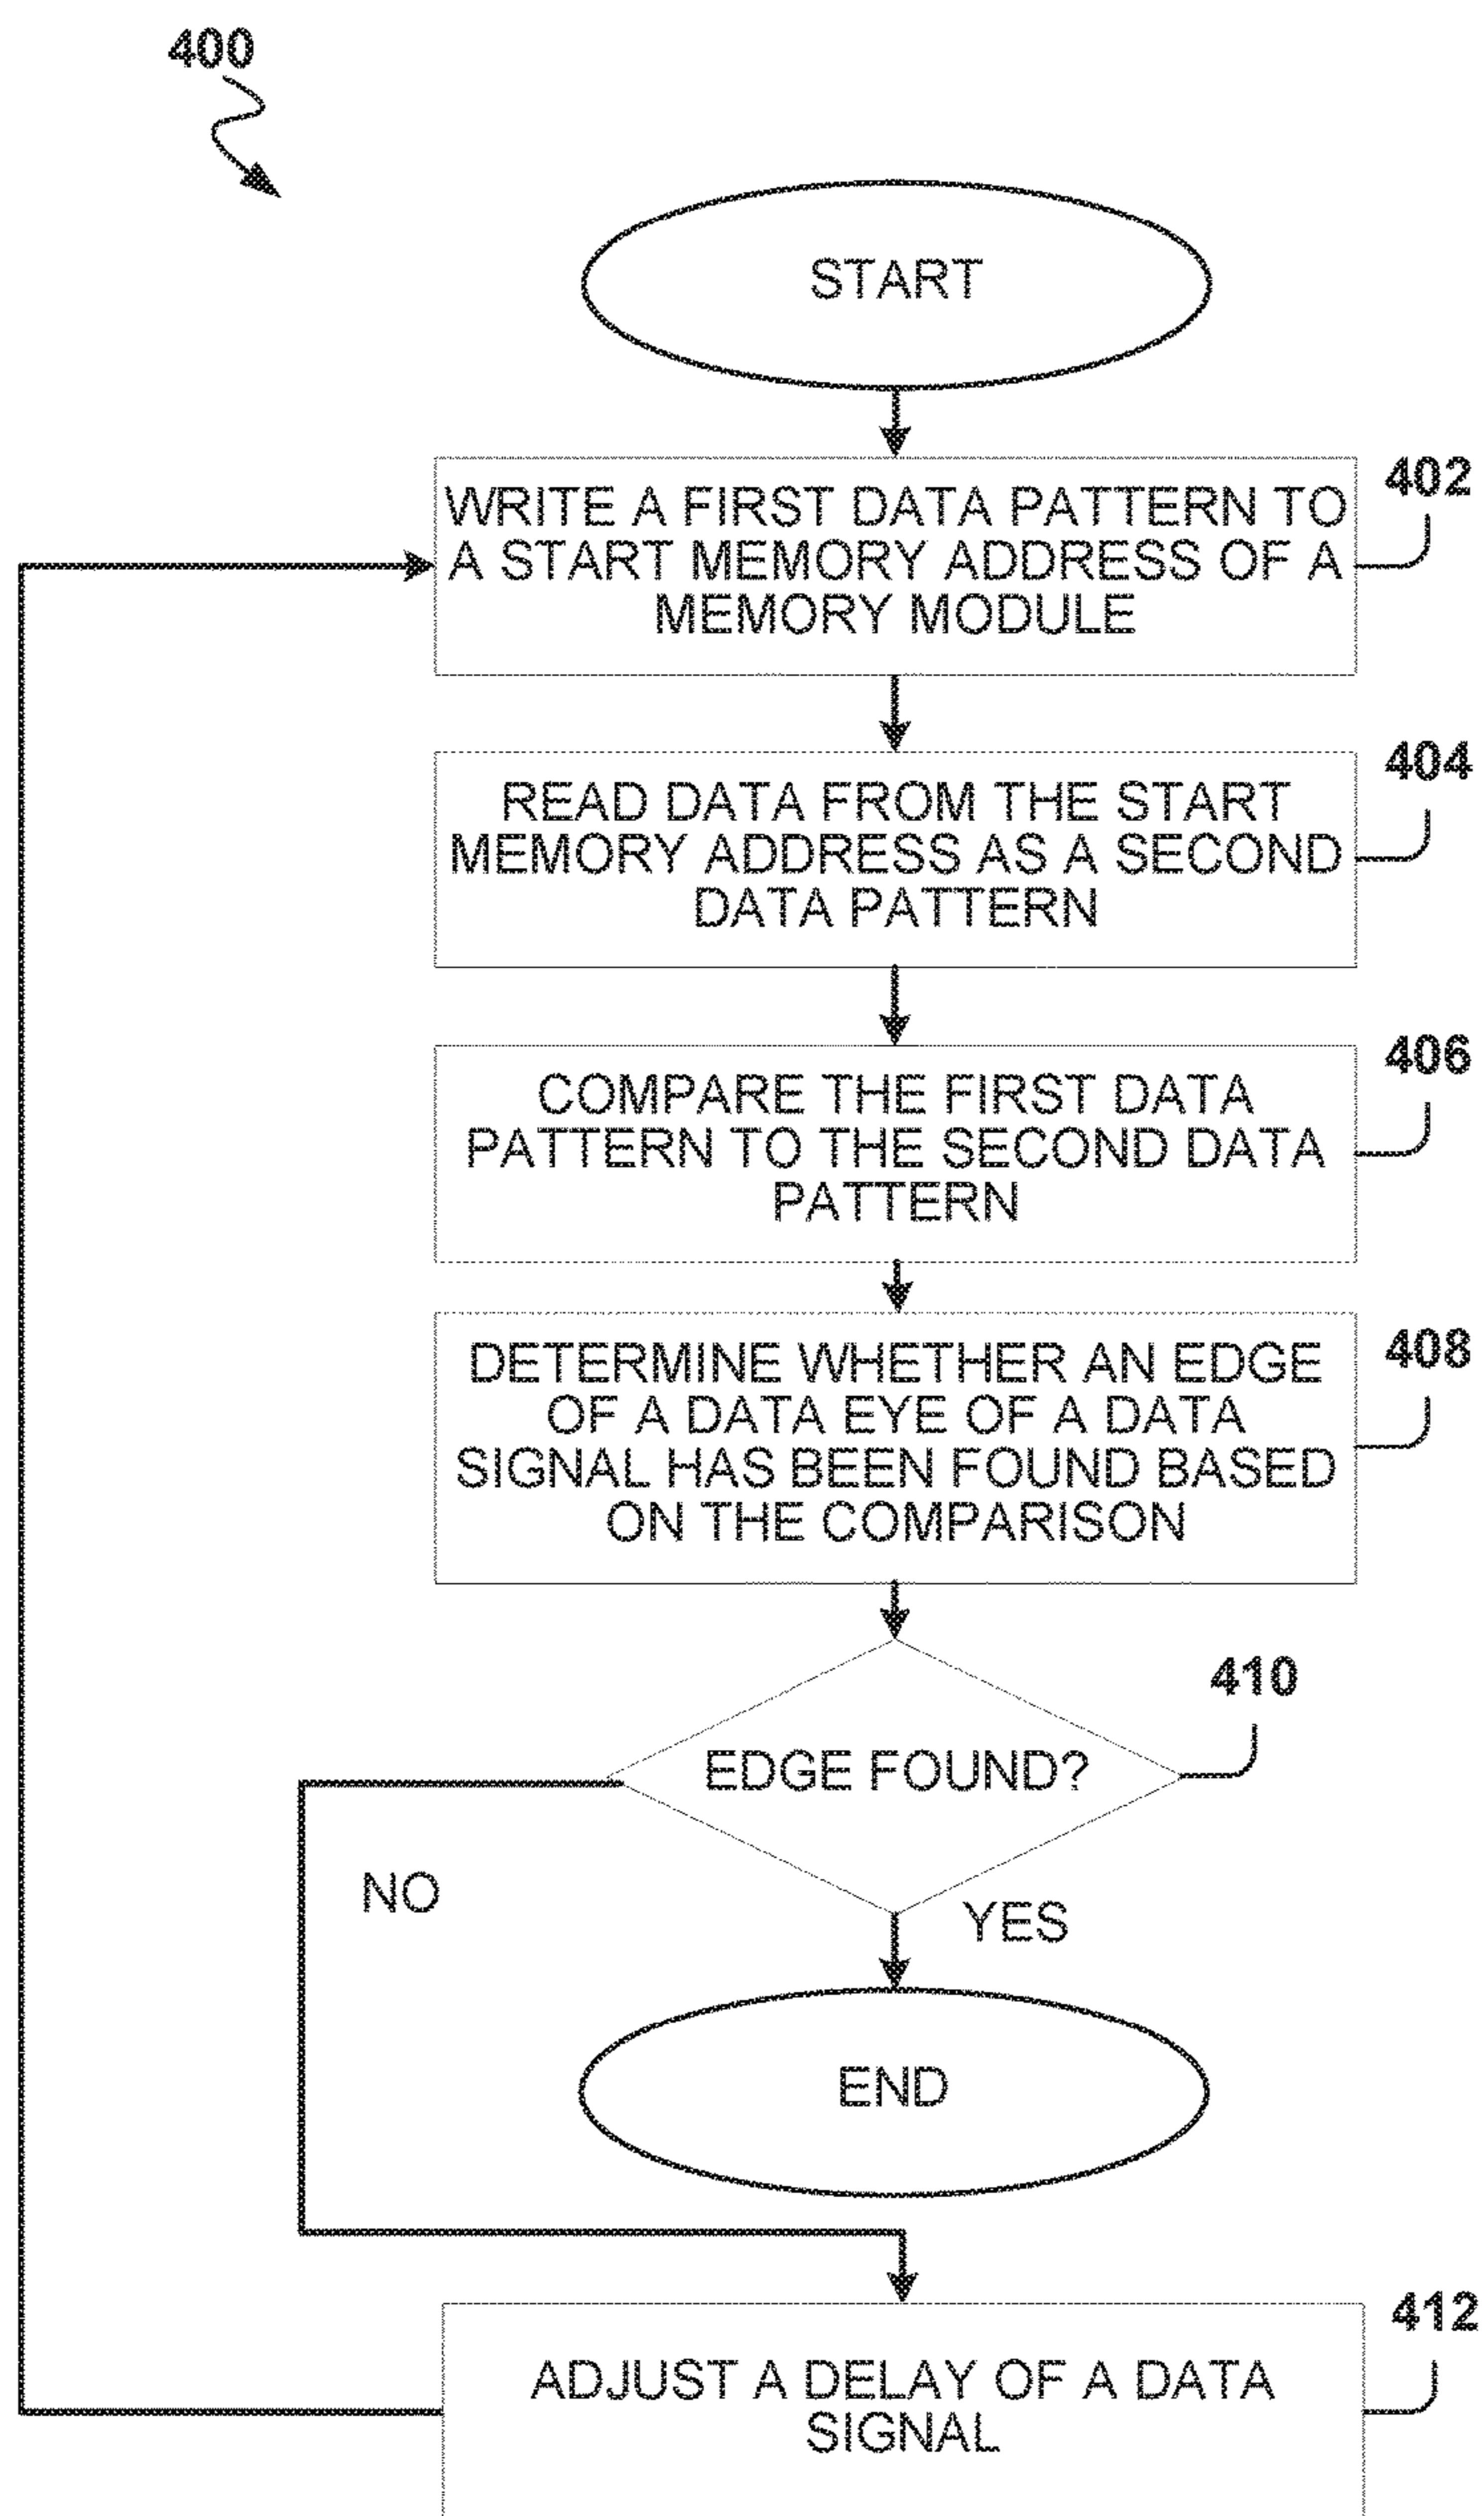 400
START
WRITE A FIRST DATA PATTERN TO
A START MEMORY ADDRESS OF A
MEMORY MODULE
402
READ DATA FROM THE START
MEMORY ADDRESS AS A SECOND
DATA PATTERN
404
COMPARE THE FIRST DATA
PATTERN TO THE SECOND DATA
PATTERN
406
DETERMINE WHETHER AN EDGE
OF A DATA EYE OF A DATA
SIGNAL HAS BEEN FOUND BASED
ON THE COMPARISON
408
EDGE FOUND?
410
NO
YES
END
ADJUST A DELAY OF A DATA
SIGNAL
412